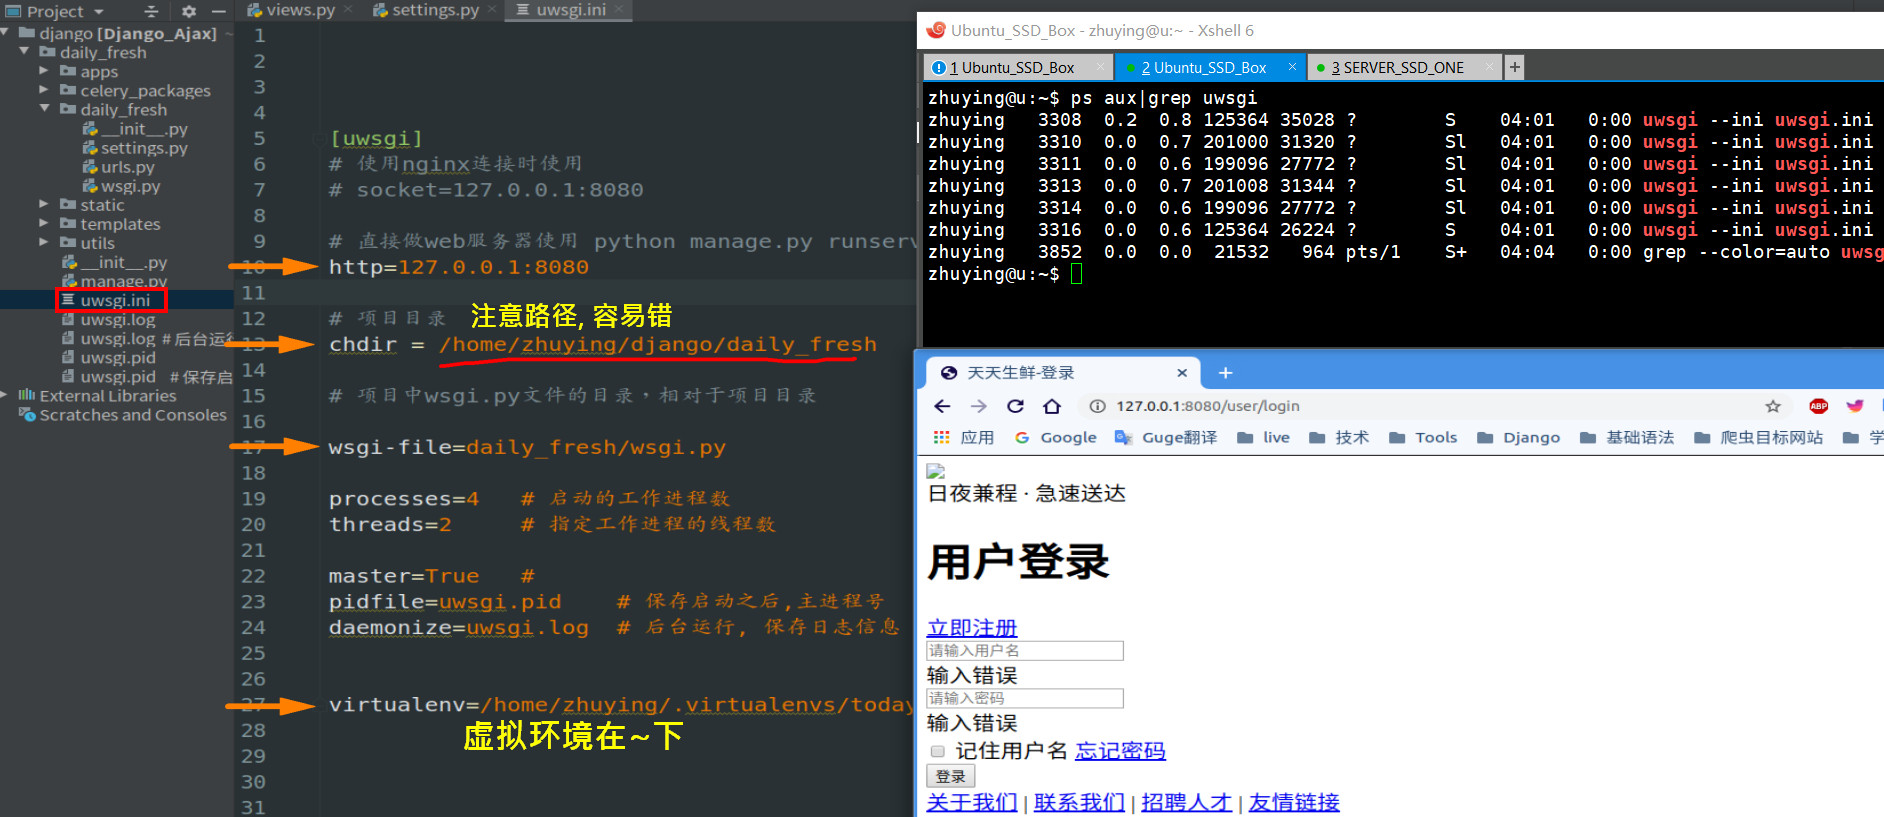 Project
django [Django_Ajax] ~
daily_fresh
apps
celery_packages
daily_fresh
__init__.py
settings.py
urls.py
wsgi.py
static
templates
utils
__init__.py
manage.py
uwsgi.ini
uwsgi.log
uwsgi.log # 后台运行
uwsgi.pid
uwsgi.pid # 保存启
External Libraries
Scratches and Consoles
views.py
settings.py
uwsgi.ini
1
2
3
4
5 [uwsgi]
6 # 使用nginx连接时使用
7 # socket=127.0.0.1:8080
8
9 # 直接做web服务器使用 python manage.py runserv
10 http=127.0.0.1:8080
11
12 # 项目目录
注意路径, 容易错
13 chdir = /home/zhuying/django/daily_fresh
14
15 # 项目中wsgi.py文件的目录，相对于项目目录
16
17 wsgi-file=daily_fresh/wsgi.py
18
19 processes=4 # 启动的工作进程数
20 threads=2 # 指定工作进程的线程数
21
22 master=True #
23 pidfile=uwsgi.pid # 保存启动之后,主进程号
24 daemonize=uwsgi.log # 后台运行, 保存日志信息
25
26
27 virtualenv=/home/zhuying/.virtualenvs/today
虚拟环境在~下
28
29
30
31
Ubuntu_SSD_Box - zhuying@u:~ - Xshell 6
1 Ubuntu_SSD_Box
2 Ubuntu_SSD_Box
3 SERVER_SSD_ONE
zhuying@u:~$ ps aux|grep uwsgi
zhuying 3308 0.2 0.8 125364 35028 ? S 04:01 0:00 uwsgi --ini uwsgi.ini
zhuying 3310 0.0 0.7 201000 31320 ? Sl 04:01 0:00 uwsgi --ini uwsgi.ini
zhuying 3311 0.0 0.6 199096 27772 ? Sl 04:01 0:00 uwsgi --ini uwsgi.ini
zhuying 3313 0.0 0.7 201008 31344 ? Sl 04:01 0:00 uwsgi --ini uwsgi.ini
zhuying 3314 0.0 0.6 199096 27772 ? Sl 04:01 0:00 uwsgi --ini uwsgi.ini
zhuying 3316 0.0 0.6 125364 26224 ? S 04:01 0:00 uwsgi --ini uwsgi.ini
zhuying 3852 0.0 0.0 21532 964 pts/1 S+ 04:04 0:00 grep --color=auto uwsg
zhuying@u:~$
天天生鲜-登录
127.0.0.1:8080/user/login
ABP
应用 Google Guge翻译 live 技术 Tools Django 基础语法 爬虫目标网站 学
日夜兼程 · 急速送达
用户登录
立即注册
请输入用户名
输入错误
请输入密码
输入错误
记住用户名 忘记密码
登录
关于我们 | 联系我们 | 招聘人才 | 友情链接